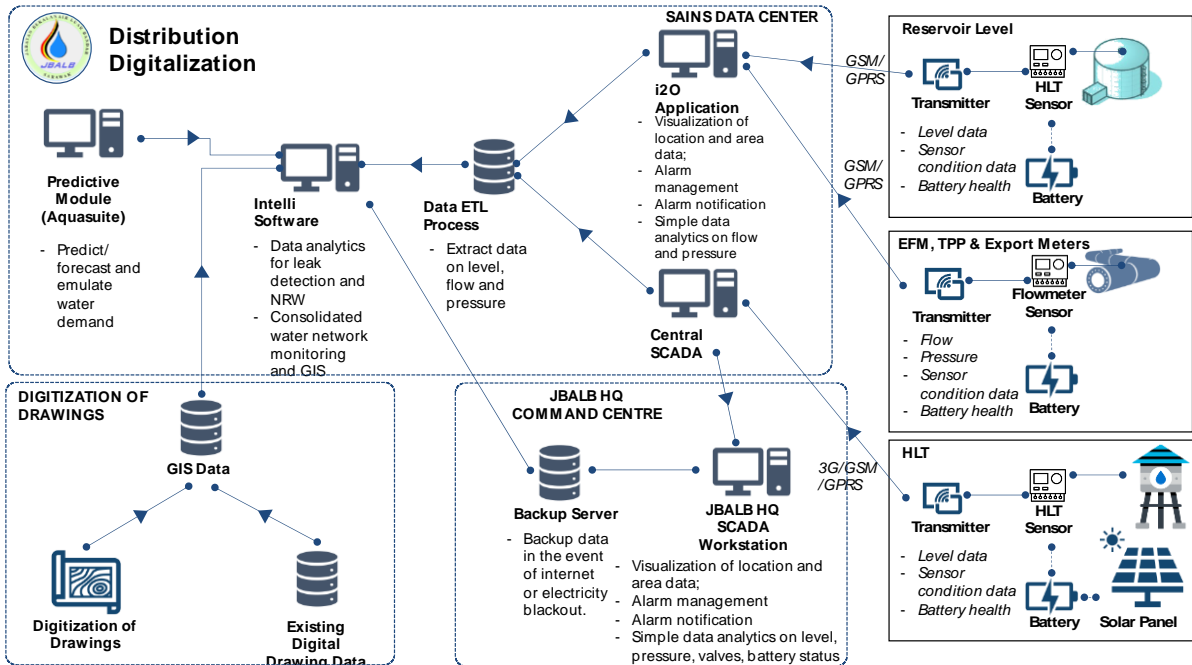 SAINS DATA CENTER
JBALB
Distribution
Digitalization
Predictive
Module
(Aquasuite)
- Predict/
forecast and
emulate
water
demand
Intelli
Software
- Data analytics
for leak
detection and
NRW
- Consolidated
water network
monitoring
and GIS
Data ETL
Process
- Extract data
on level,
flow and
pressure
i2O
Application
- Visualization of
location and area
data;
- Alarm
management
- Alarm notification
- Simple data
analytics on flow
and pressure
Central
SCADA
GSM/
GPRS
GSM/
GPRS
3G/GSM
/GPRS
Reservoir Level
Transmitter
HLT
Sensor
- Level data
- Sensor
condition data
- Battery health
Battery
EFM, TPP & Export Meters
Transmitter
Flowmeter
Sensor
- Flow
- Pressure
- Sensor
condition data
- Battery health
Battery
HLT
Transmitter
HLT
Sensor
- Level data
- Sensor
condition data
- Battery health
Battery
Solar Panel
DIGITIZATION OF
DRAWINGS
GIS Data
Digitization of
Drawings
Existing
Digital
Drawing Data
JBALB HQ
COMMAND CENTRE
Backup Server
- Backup data
in the event
of internet
or electricity
blackout.
JBALB HQ
SCADA
Workstation
- Visualization of location and
area data;
- Alarm management
- Alarm notification
- Simple data analytics on level,
pressure, valves, battery status